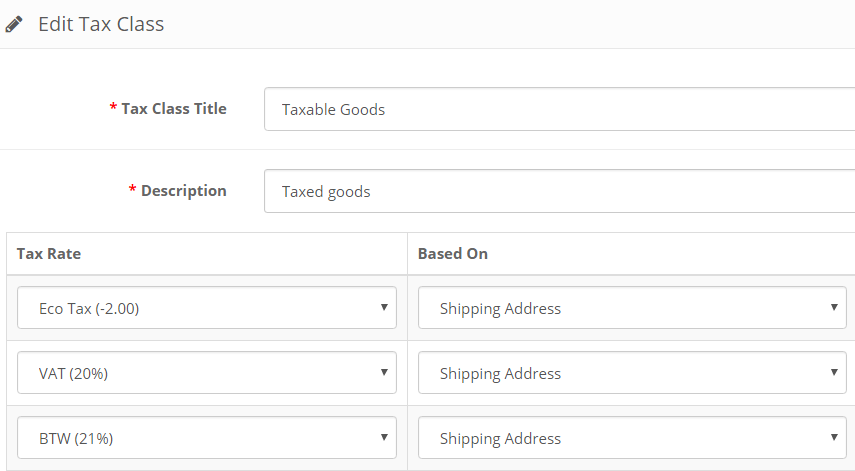 Edit Tax Class
* Tax Class Title
Taxable Goods
* Description
Taxed goods
Tax Rate Based On
Eco Tax (-2.00) Shipping Address
VAT (20%) Shipping Address
BTW (21%) Shipping Address